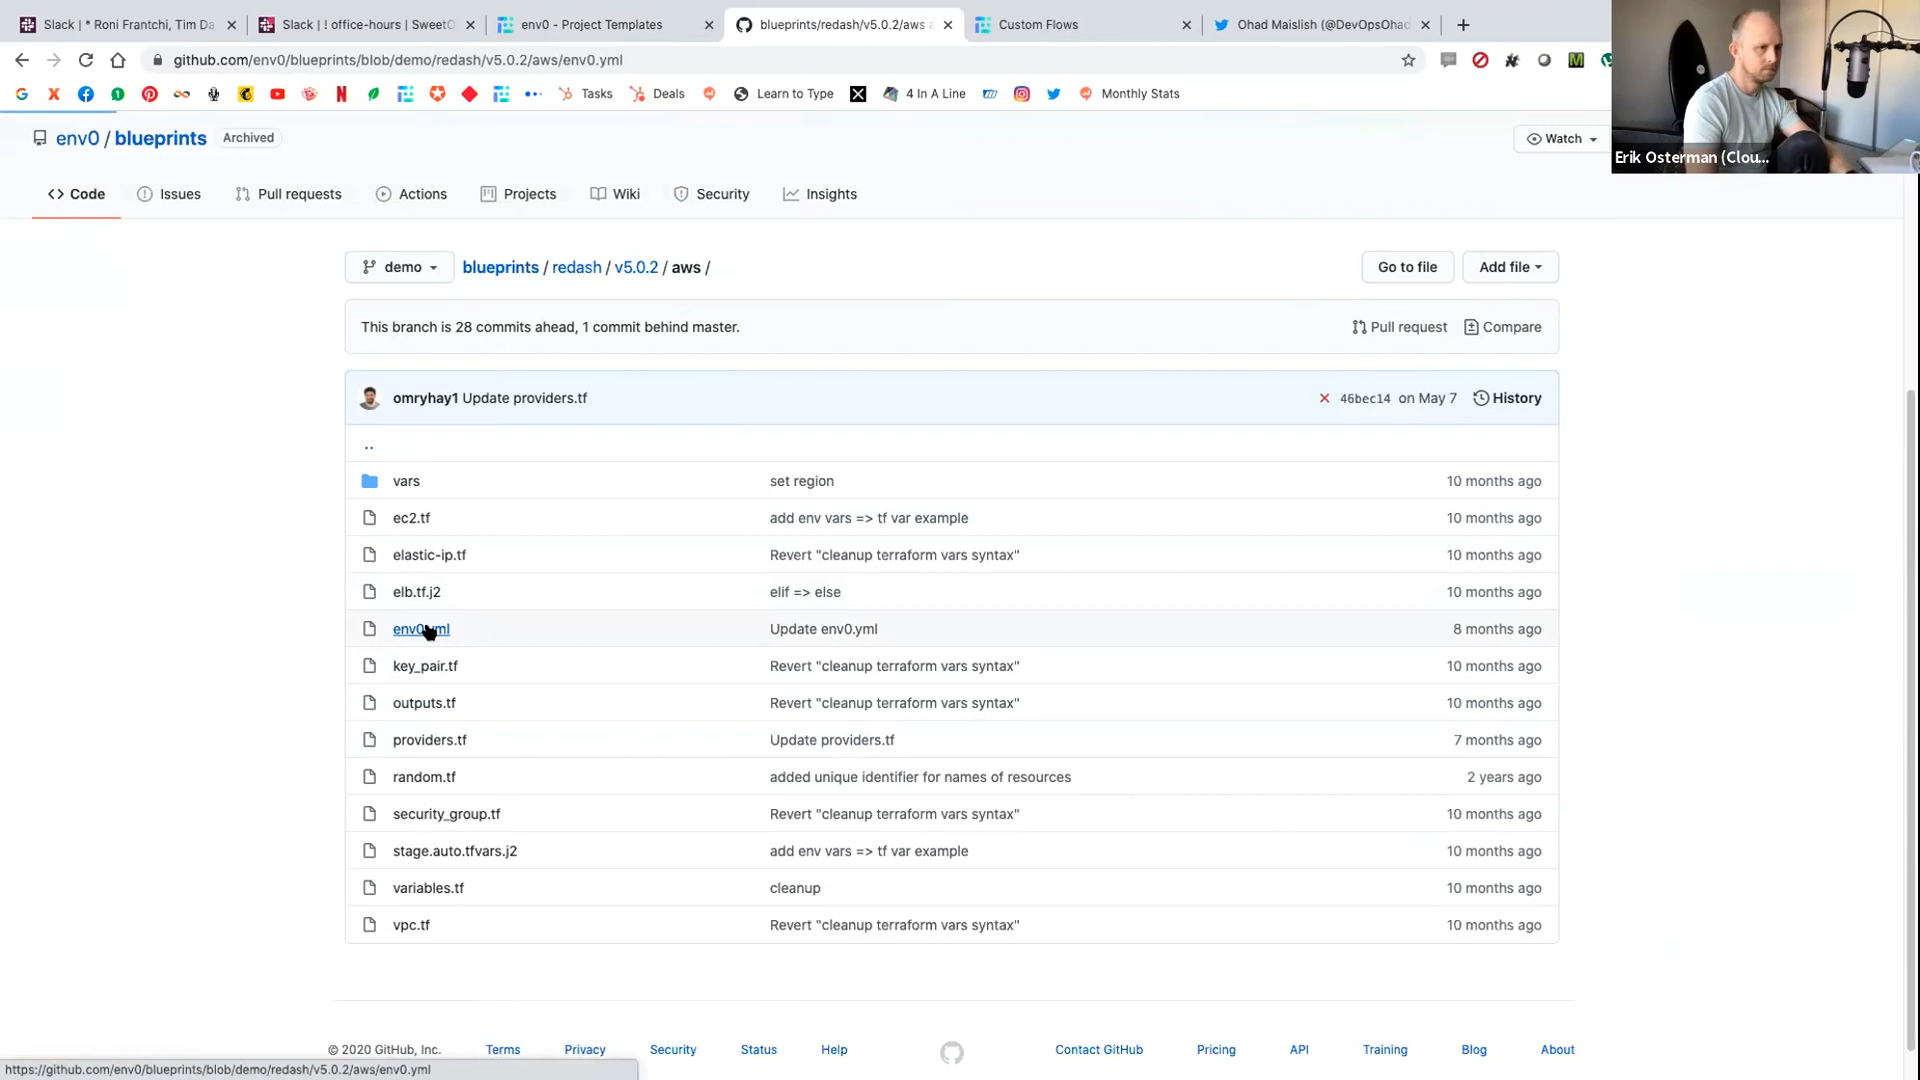 Slack | * Roni Frantchi, Tim Da
Slack | ! office-hours | SweetO
env0 - Project Templates
blueprints/redash/v5.0.2/aws a
Custom Flows
Ohad Maislish (@DevOpsOhad
github.com/env0/blueprints/blob/demo/redash/v5.0.2/aws/env0.yml
Tasks
Deals
Learn to Type
4 In A Line
Monthly Stats
Erik Osterman (Clou...
env0 / blueprints Archived
Watch
Code
Issues
Pull requests
Actions
Projects
Wiki
Security
Insights
demo
blueprints / redash / v5.0.2 / aws /
Go to file
Add file
This branch is 28 commits ahead, 1 commit behind master.
Pull request
Compare
omryhay1 Update providers.tf
46bec14 on May 7
History
..
vars set region 10 months ago
ec2.tf add env vars => tf var example 10 months ago
elastic-ip.tf Revert "cleanup terraform vars syntax" 10 months ago
elb.tf.j2 elif => else 10 months ago
env0.yml Update env0.yml 8 months ago
key_pair.tf Revert "cleanup terraform vars syntax" 10 months ago
outputs.tf Revert "cleanup terraform vars syntax" 10 months ago
providers.tf Update providers.tf 7 months ago
random.tf added unique identifier for names of resources 2 years ago
security_group.tf Revert "cleanup terraform vars syntax" 10 months ago
stage.auto.tfvars.j2 add env vars => tf var example 10 months ago
variables.tf cleanup 10 months ago
vpc.tf Revert "cleanup terraform vars syntax" 10 months ago
© 2020 GitHub, Inc.
Terms
Privacy
Security
Status
Help
Contact GitHub
Pricing
API
Training
Blog
About
https://github.com/env0/blueprints/blob/demo/redash/v5.0.2/aws/env0.yml